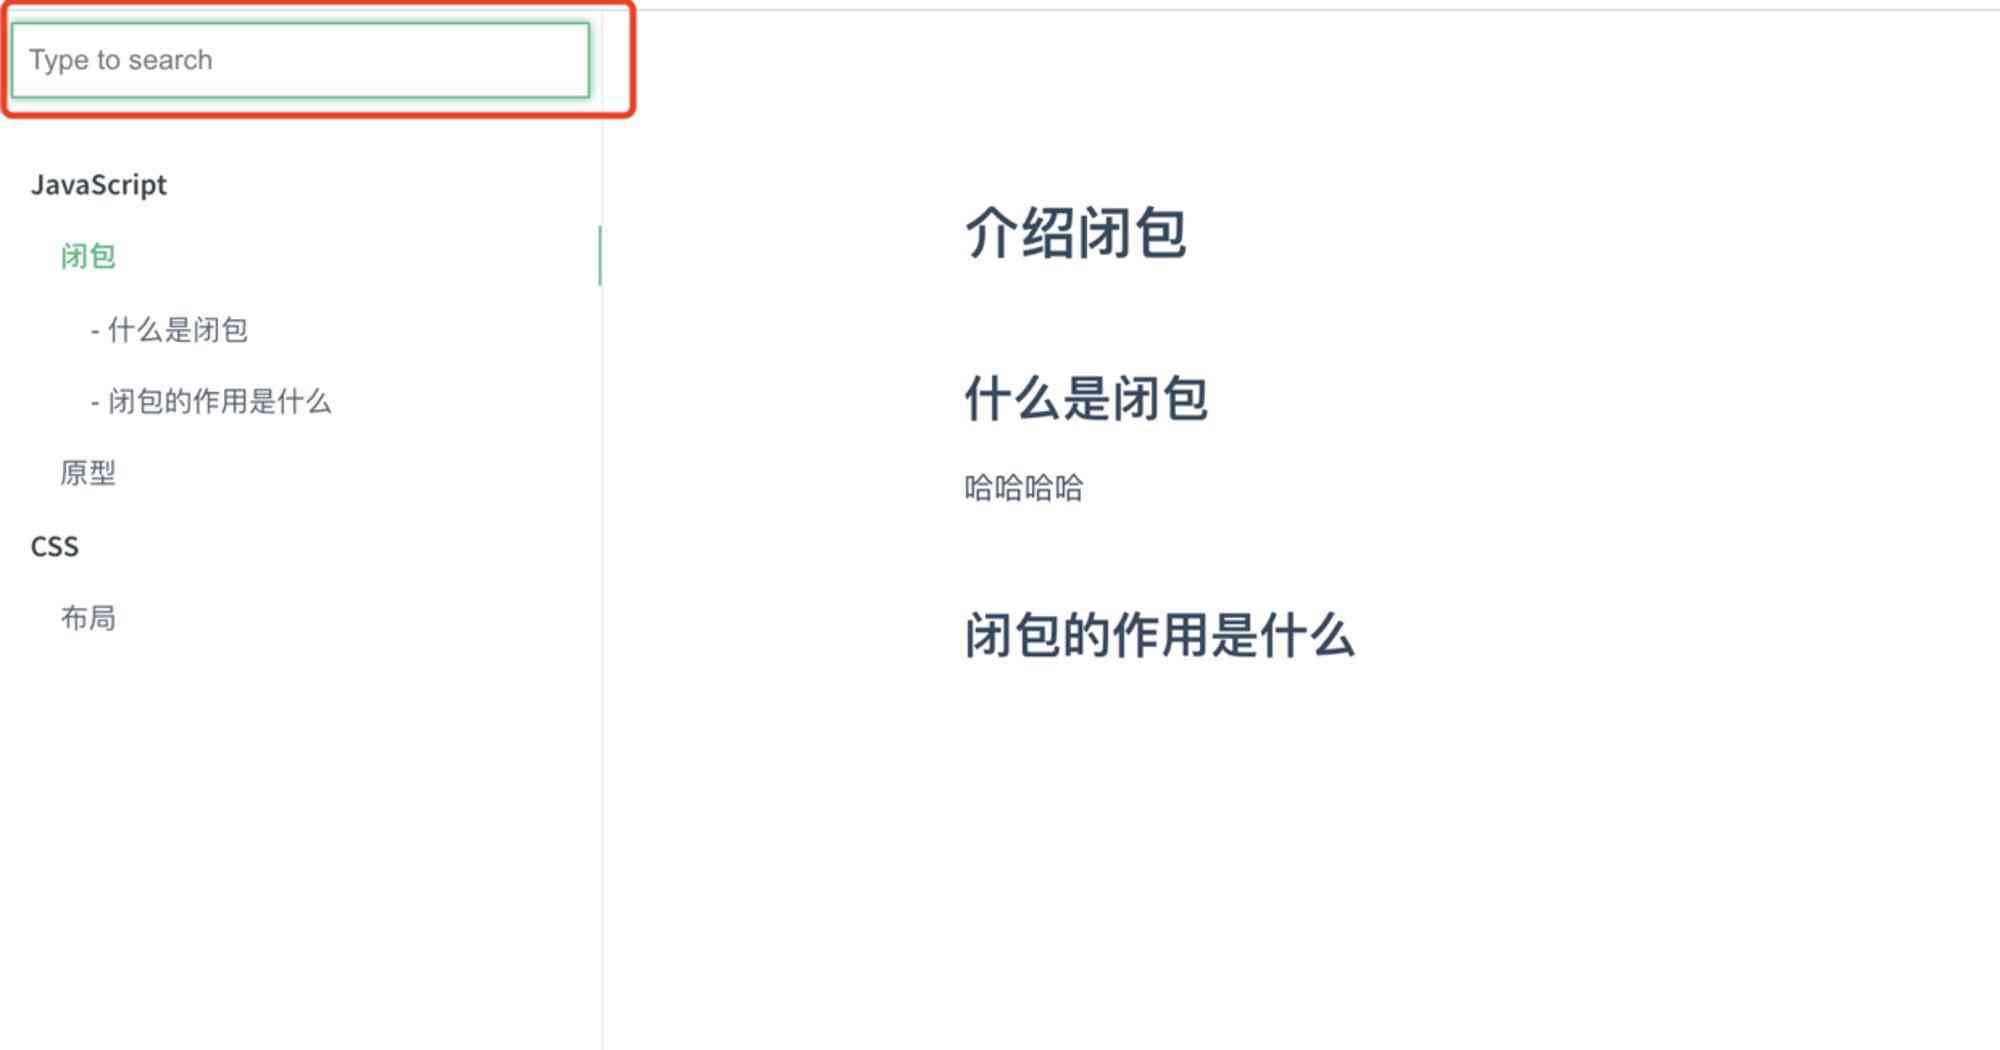 Type to search
JavaScript
闭包
- 什么是闭包
- 闭包的作用是什么
原型
CSS
布局
介绍闭包
什么是闭包
哈哈哈哈
闭包的作用是什么